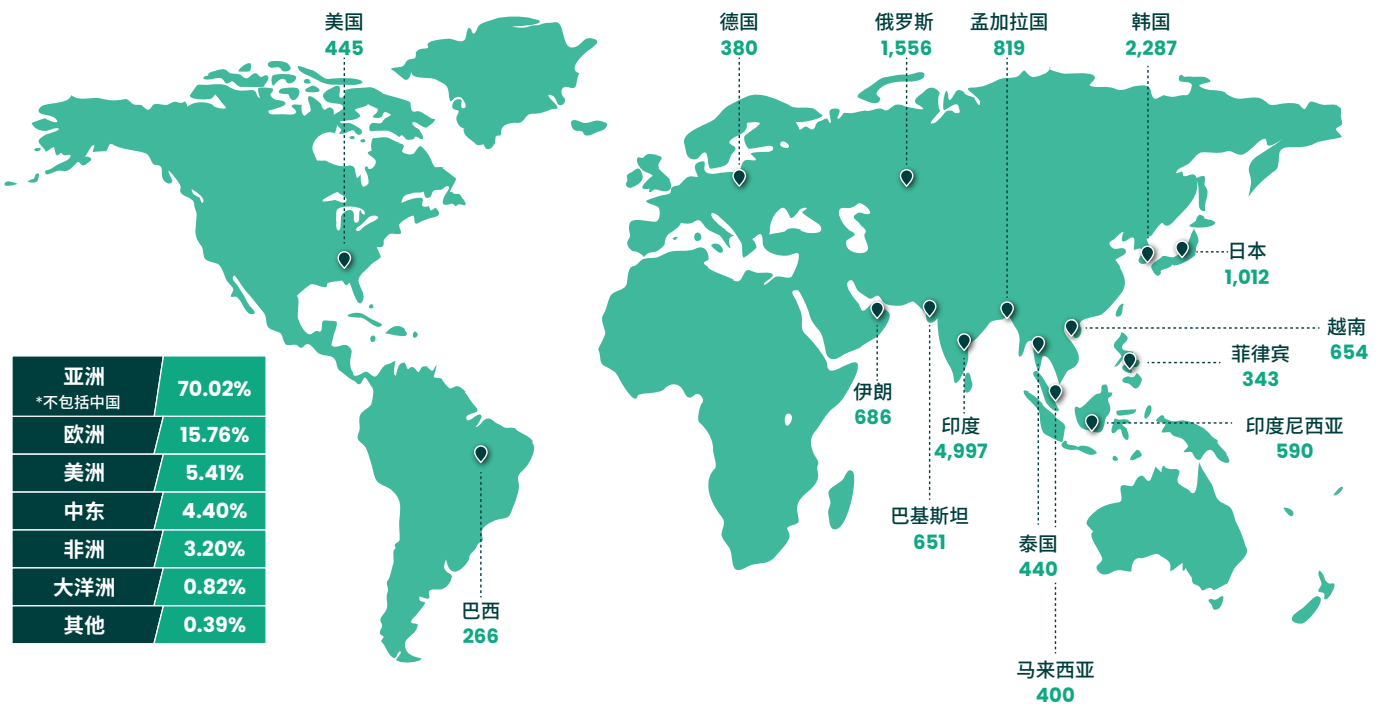 美国
445
德国
380
俄罗斯
1,556
孟加拉国
819
韩国
2,287
日本
1,012
越南
654
菲律宾
343
印度尼西亚
590
伊朗
686
印度
4,997
巴基斯坦
651
泰国
440
马来西亚
400
巴西
266
亚洲 70.02%
*不包括中国
欧洲 15.76%
美洲 5.41%
中东 4.40%
非洲 3.20%
大洋洲 0.82%
其他 0.39%